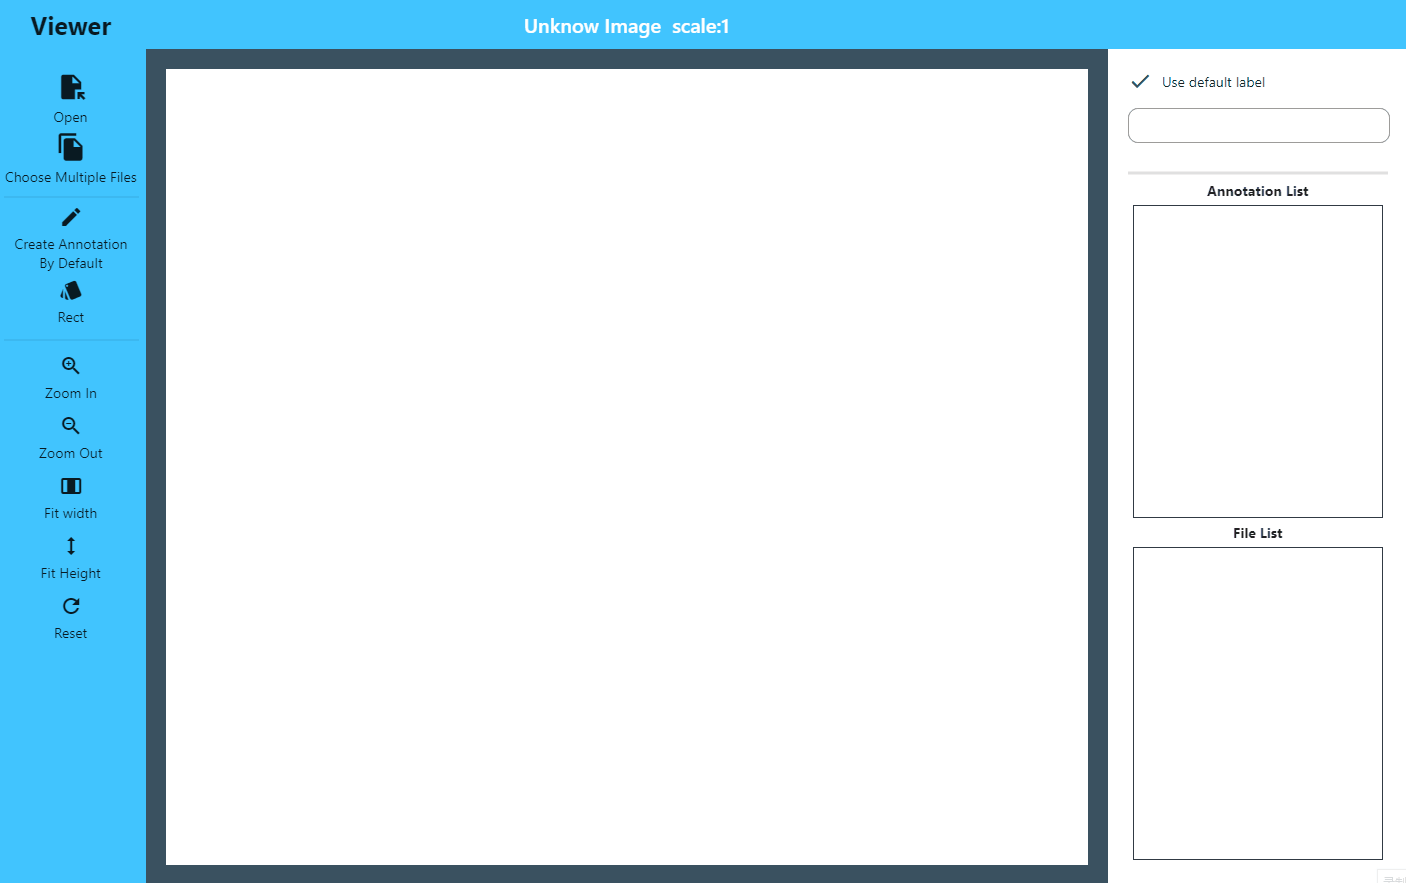 Viewer
Unknow Image scale:1
Open
Choose Multiple Files
Create Annotation
By Default
Rect
Zoom In
Zoom Out
Fit width
Fit Height
Reset
Use default label
Annotation List
File List